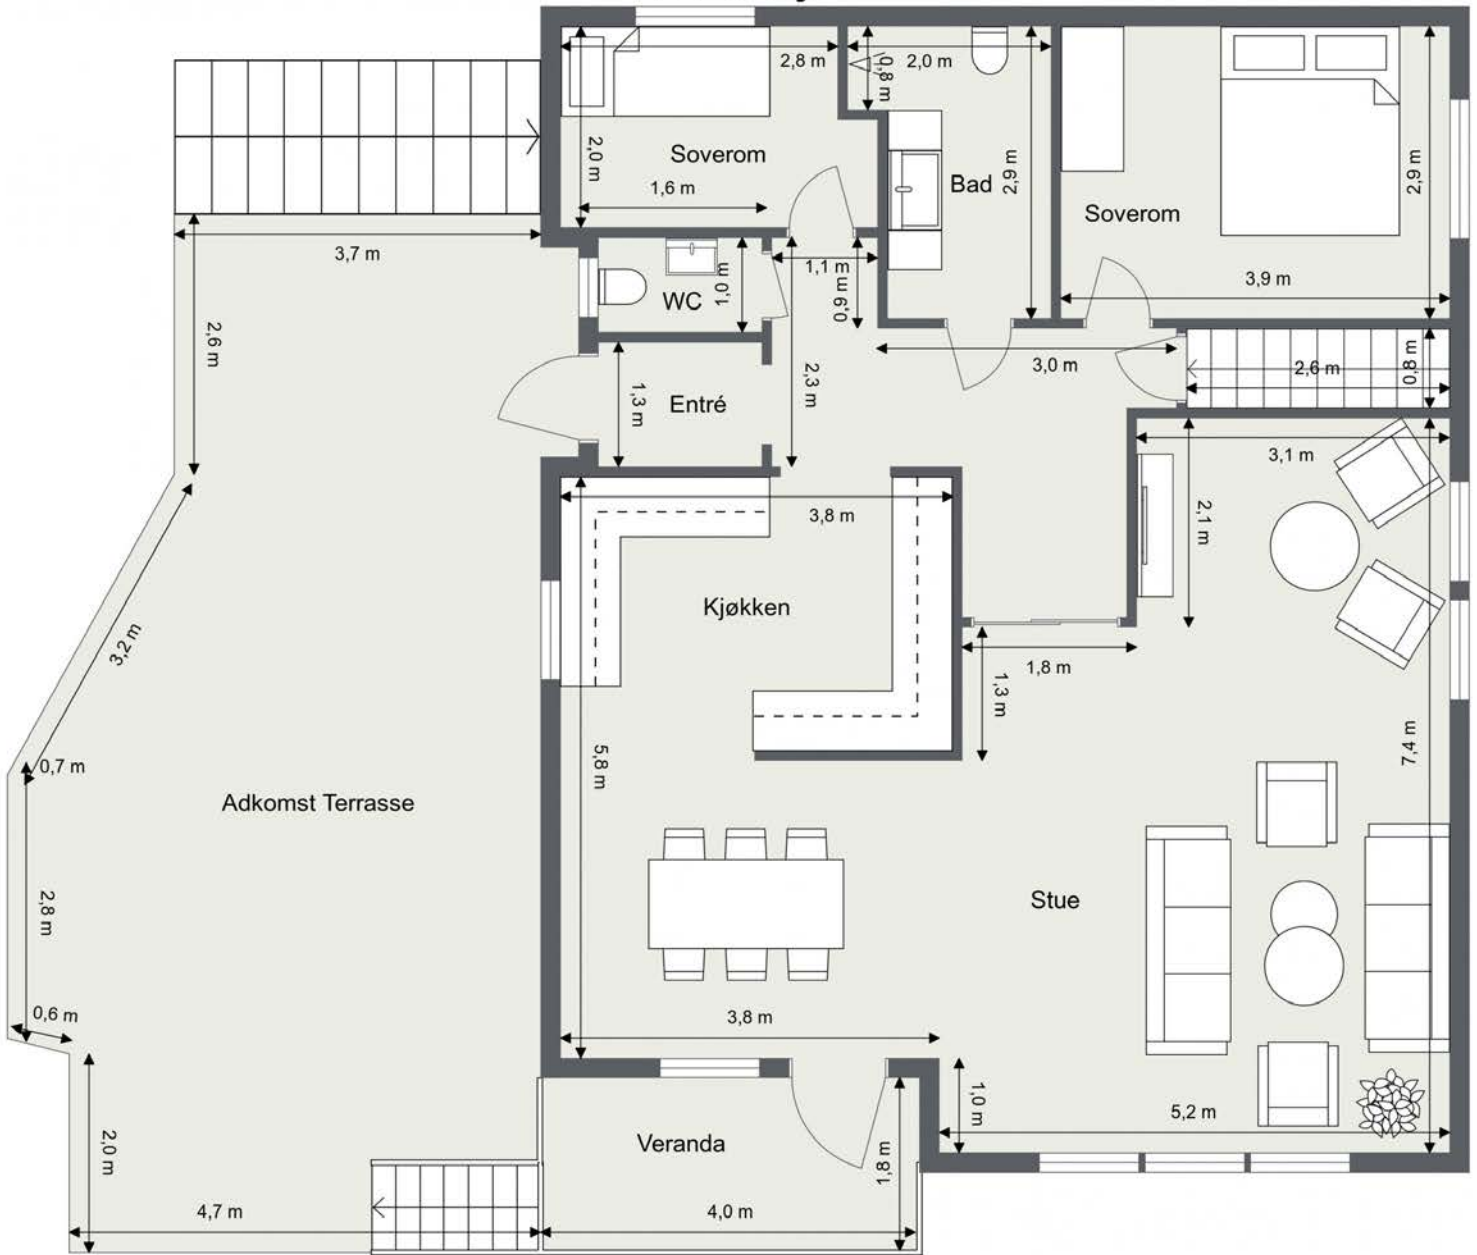 2,8 m
2,0 m
0,8 m
2,0 m
Soverom
1,6 m
Bad
2,9 m
Soverom
2,9 m
3,9 m
3,7 m
2,6 m
WC
1,0 m
1,1 m
0,9 m
2,3 m
3,0 m
2,6 m
0,8 m
1,3 m
Entré
3,1 m
2,1 m
3,8 m
Kjøkken
3,2 m
1,8 m
1,3 m
0,7 m
5,8 m
7,4 m
Adkomst Terrasse
2,8 m
Stue
0,6 m
3,8 m
1,0 m
5,2 m
2,0 m
Veranda
1,8 m
4,7 m
4,0 m